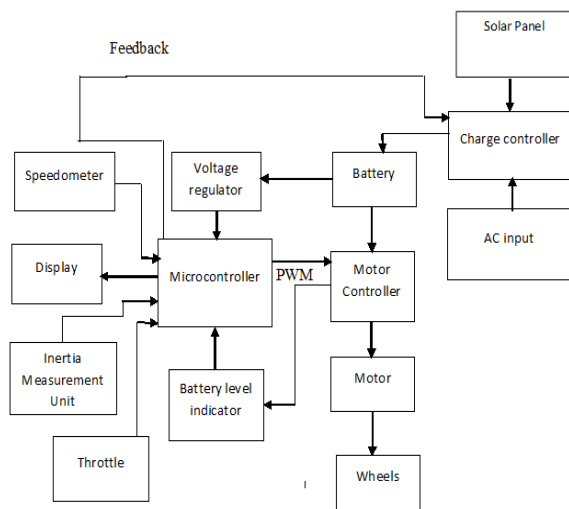 Solar Panel
Feedback
Charge controller
Speedometer
Voltage
regulator
Battery
AC input
Display
Microcontroller
PWM
Motor
Controller
Inertia
Measurement
Unit
Battery level
indicator
Motor
Throttle
Wheels